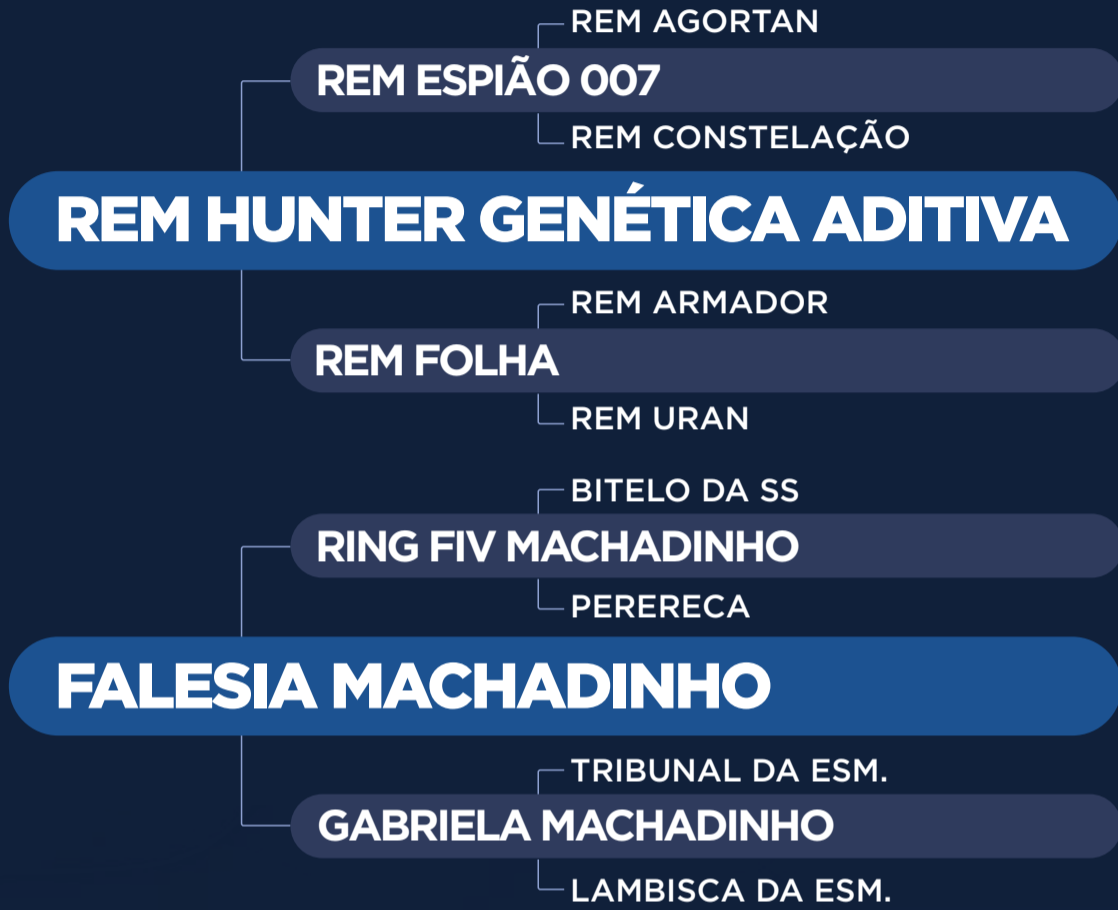 REM AGORTAN
REM ESPIÃO 007
REM CONSTELAÇÃO
REM HUNTER GENÉTICA ADITIVA
REM ARMADOR
REM FOLHA
REM URAN
BITELO DA SS
RING FIV MACHADINHO
PERERECA
FALESIA MACHADINHO
TRIBUNAL DA ESM.
GABRIELA MACHADINHO
LAMBISCA DA ESM.